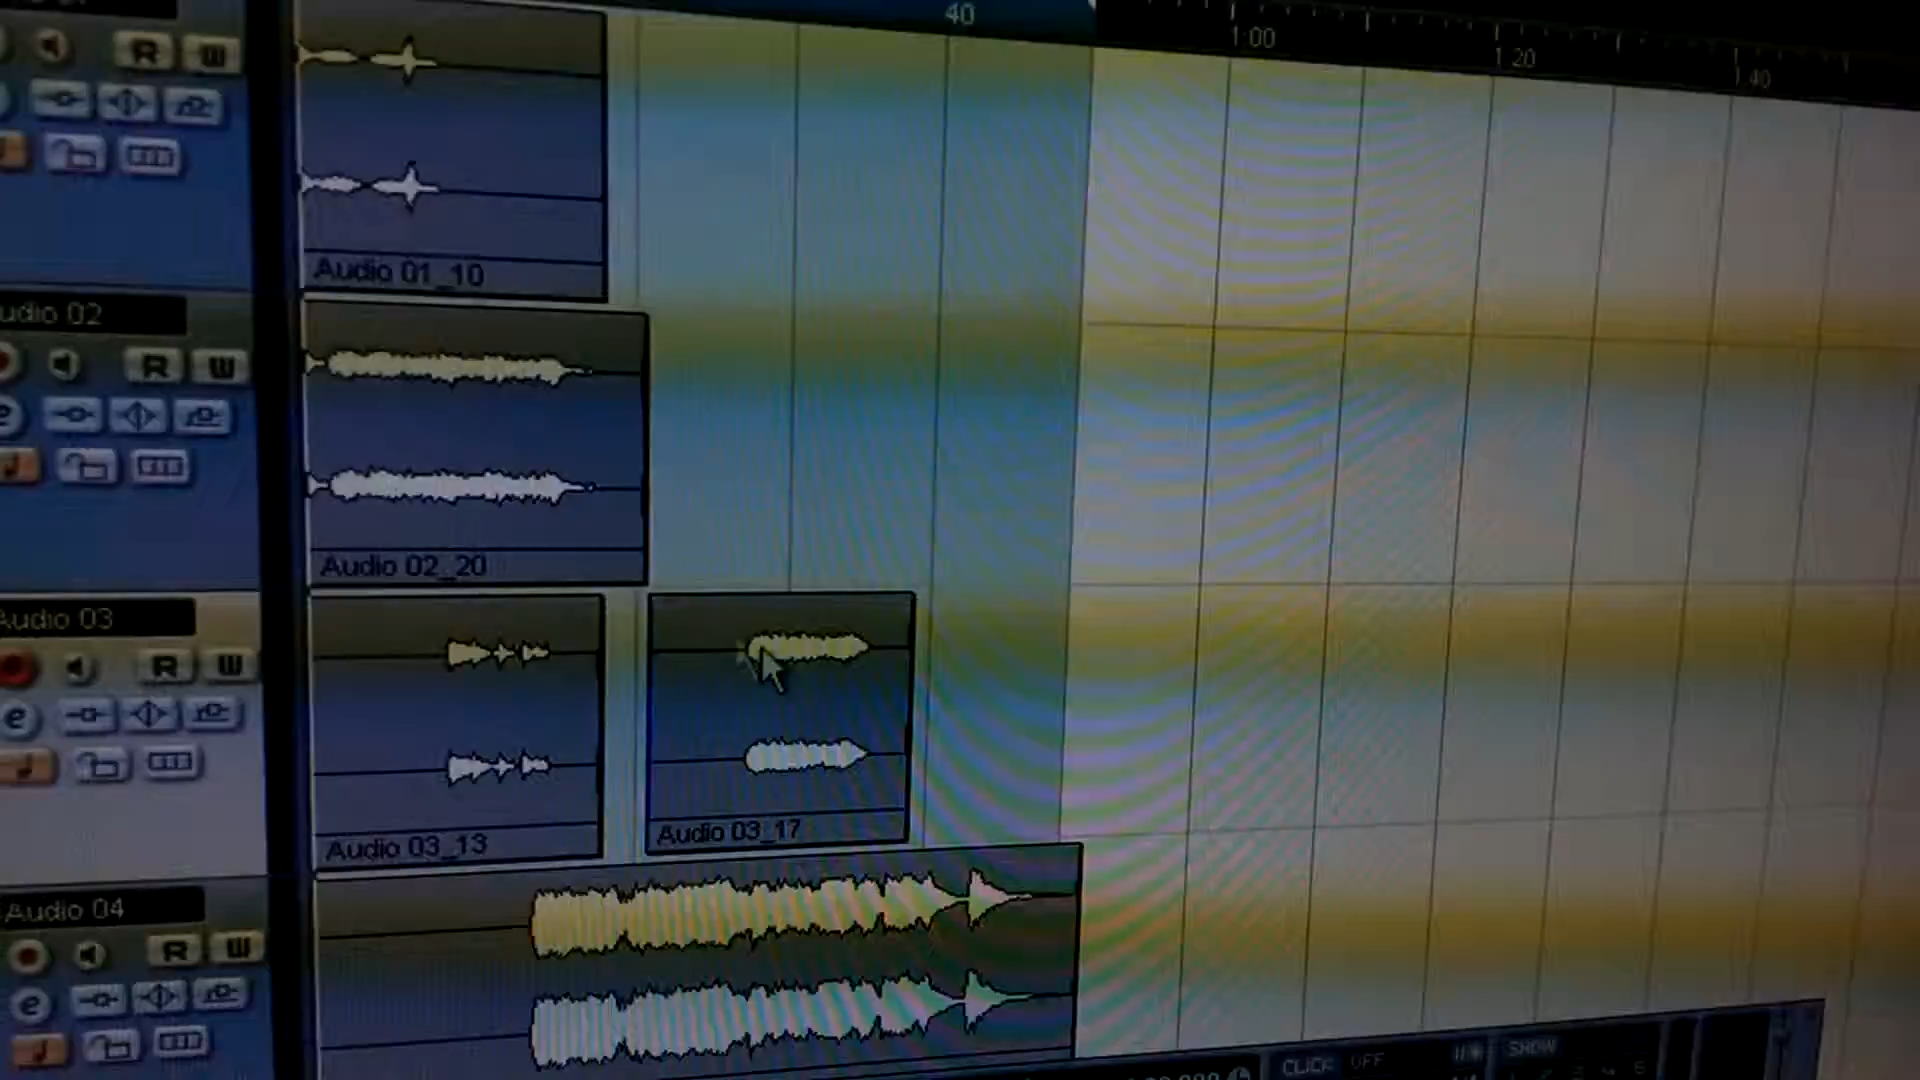 40
1:00
1:20
1:40
R W
Audio 01_10
udio 02
R W
e
Audio 02_20
Audio 03
R W
e
Audio 03_13
Audio 03_17
Audio 04
R W
e
CLICK OFF
SHOW